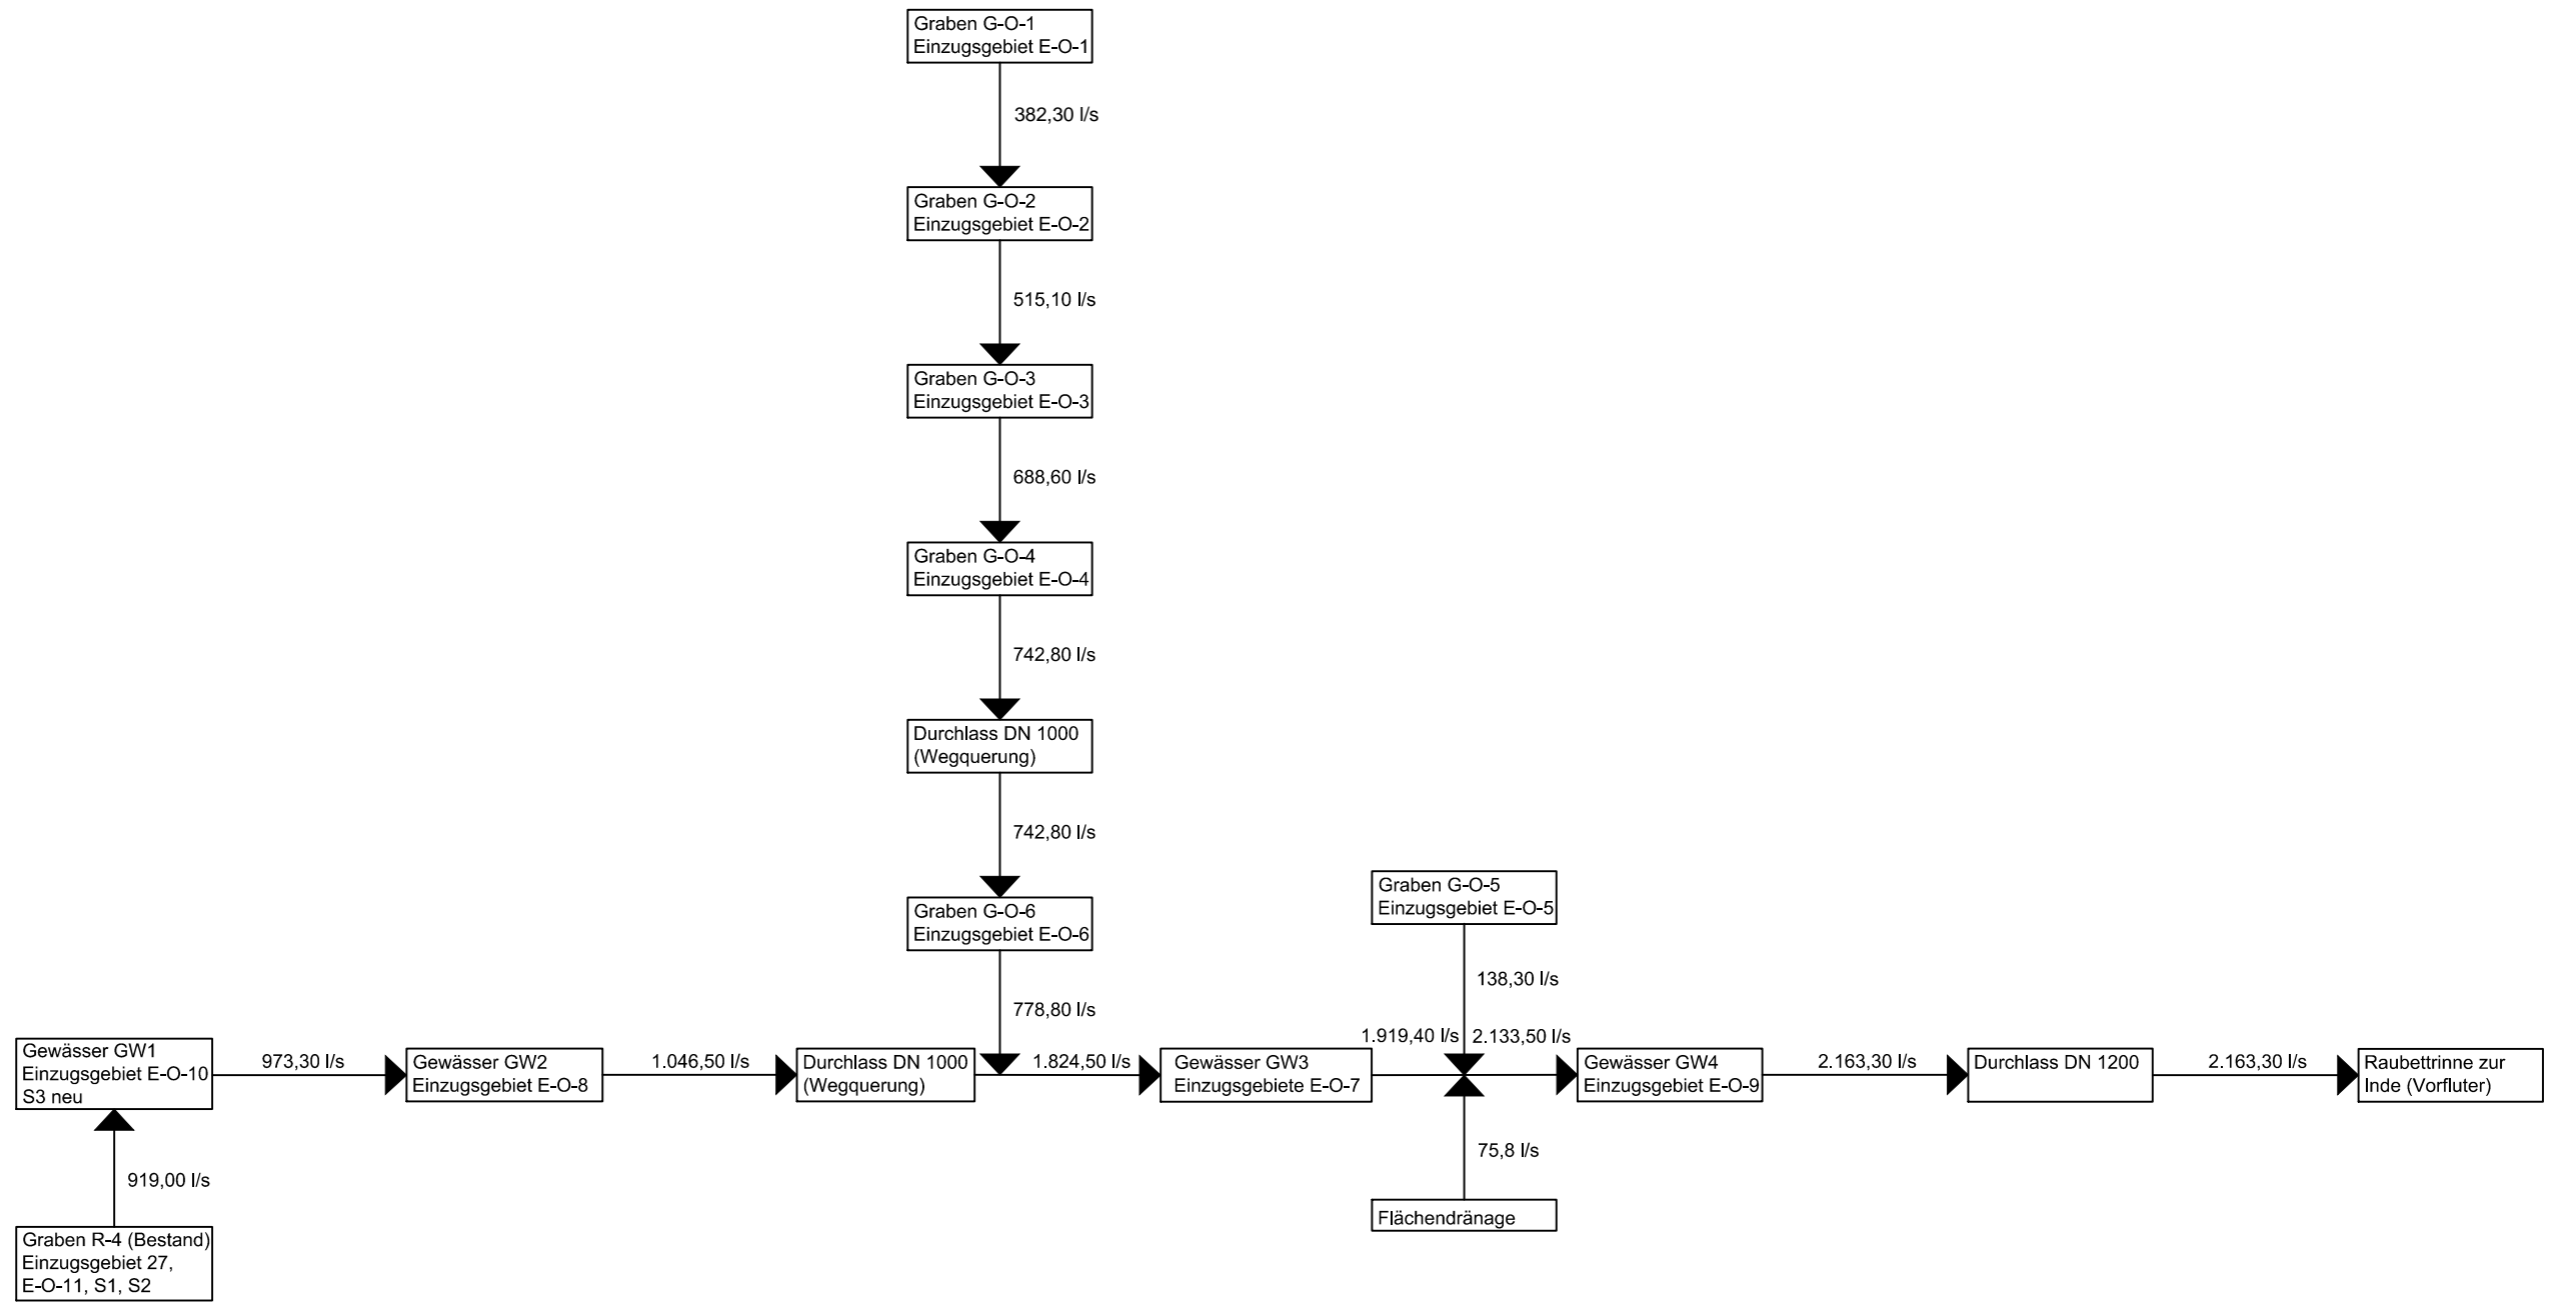 Graben G-O-1
Einzugsgebiet E-O-1
382,30 l/s
Graben G-O-2
Einzugsgebiet E-O-2
515,10 l/s
Graben G-O-3
Einzugsgebiet E-O-3
688,60 l/s
Graben G-O-4
Einzugsgebiet E-O-4
742,80 l/s
Durchlass DN 1000
(Wegquerung)
742,80 l/s
Graben G-O-6
Einzugsgebiet E-O-6
778,80 l/s
Graben G-O-5
Einzugsgebiet E-O-5
138,30 l/s
Gewässer GW1
Einzugsgebiet E-O-10
S3 neu
973,30 l/s
Gewässer GW2
Einzugsgebiet E-O-8
1.046,50 l/s
Durchlass DN 1000
(Wegquerung)
1.824,50 l/s
Gewässer GW3
Einzugsgebiete E-O-7
1.919,40 l/s
2.133,50 l/s
Gewässer GW4
Einzugsgebiet E-O-9
2.163,30 l/s
Durchlass DN 1200
2.163,30 l/s
Raubettrinne zur
Inde (Vorfluter)
919,00 l/s
Graben R-4 (Bestand)
Einzugsgebiet 27,
E-O-11, S1, S2
75,8 l/s
Flächendränage